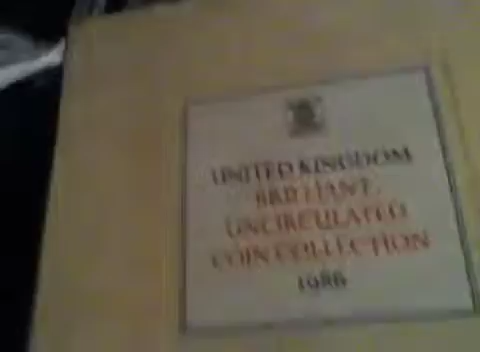 UNITED KINGDOM
BRILLIANT
UNCIRCULATED
COIN COLLECTION
1986